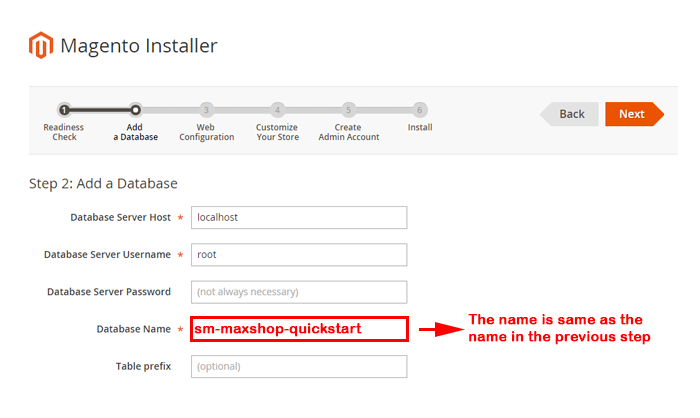 Magento Installer
1 3 4 5 6
Back Next
Readiness Check
Add a Database
Web Configuration
Customize Your Store
Create Admin Account
Install
Step 2: Add a Database
Database Server Host * localhost
Database Server Username * root
Database Server Password (not always necessary)
Database Name * sm-maxshop-quickstart
The name is same as the
name in the previous step
Table prefix (optional)